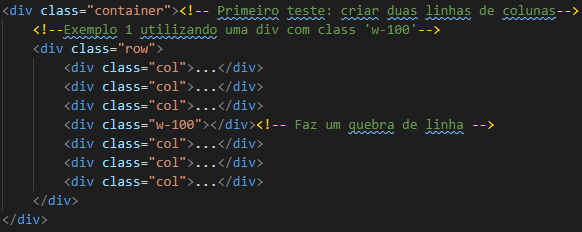 <div class="container"><!-- Primeiro teste: criar duas linhas de colunas-->
    <!--Exemplo 1 utilizando uma div com class 'w-100'-->
    <div class="row">
        <div class="col">...</div>
        <div class="col">...</div>
        <div class="col">...</div>
        <div class="w-100"></div><!-- Faz um quebra de linha -->
        <div class="col">...</div>
        <div class="col">...</div>
        <div class="col">...</div>
    </div>
</div>